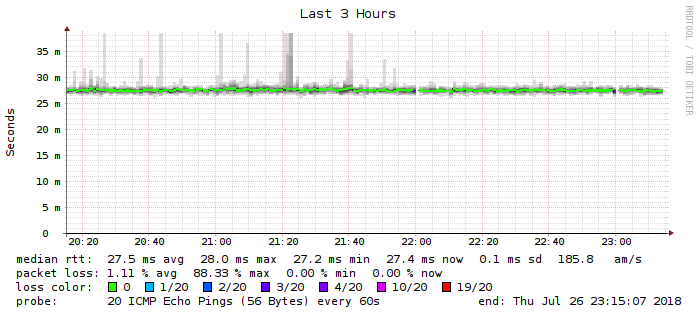 Last 3 Hours
RRDTOOL / TOBI OETIKER
Seconds
35 m
30 m
25 m
20 m
15 m
10 m
5 m
0
20:20 20:40 21:00 21:20 21:40 22:00 22:20 22:40 23:00
median rtt: 27.5 ms avg 28.0 ms max 27.2 ms min 27.4 ms now 0.1 ms sd 185.8 am/s
packet loss: 1.11 % avg 88.33 % max 0.00 % min 0.00 % now
loss color: 0 1/20 2/20 3/20 4/20 10/20 19/20
probe: 20 ICMP Echo Pings (56 Bytes) every 60s end: Thu Jul 26 23:15:07 2018